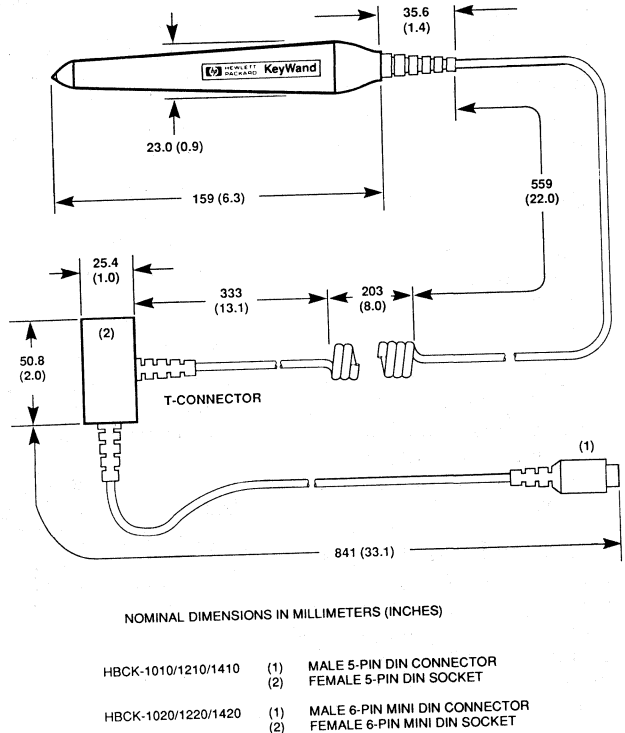 35.6
(1.4)
hp HEWLETT
PACKARD KeyWand
23.0 (0.9)
159 (6.3)
559
(22.0)
25.4
(1.0)
333
(13.1)
203
(8.0)
(2)
50.8
(2.0)
T-CONNECTOR
(1)
841 (33.1)
NOMINAL DIMENSIONS IN MILLIMETERS (INCHES)
HBCK-1010/1210/1410 (1) MALE 5-PIN DIN CONNECTOR
(2) FEMALE 5-PIN DIN SOCKET
HBCK-1020/1220/1420 (1) MALE 6-PIN MINI DIN CONNECTOR
(2) FEMALE 6-PIN MINI DIN SOCKET